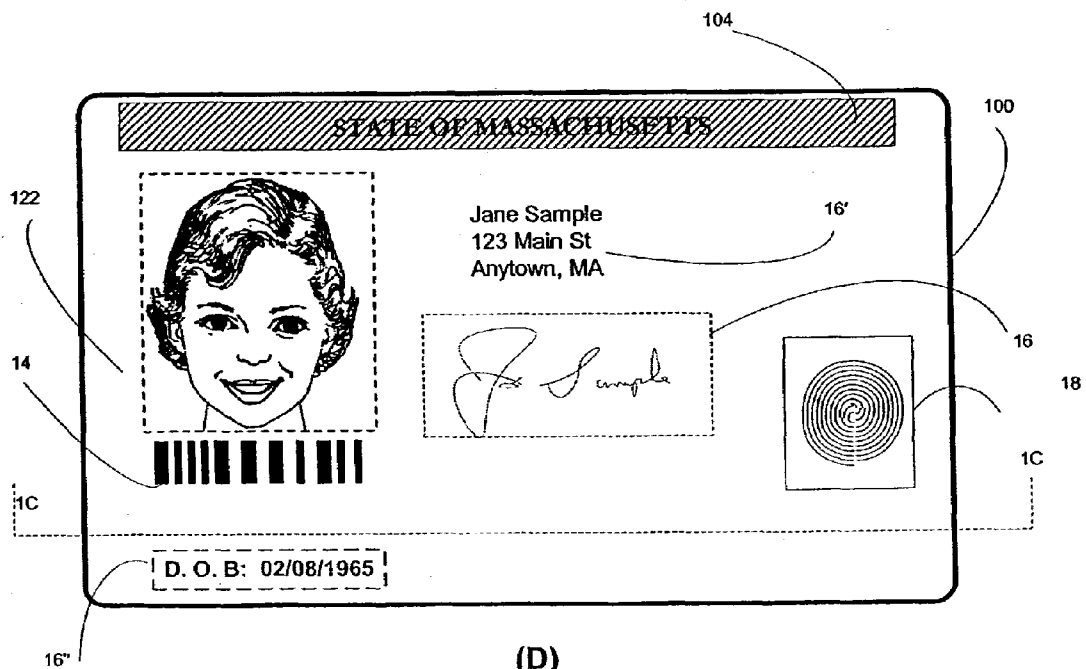 104
STATE OF MASSACHUSETTS
100
122
Jane Sample
123 Main St
Anytown, MA
16'
14
Sample
16
18
1C
1C
D. O. B: 02/08/1965
16"
(D)